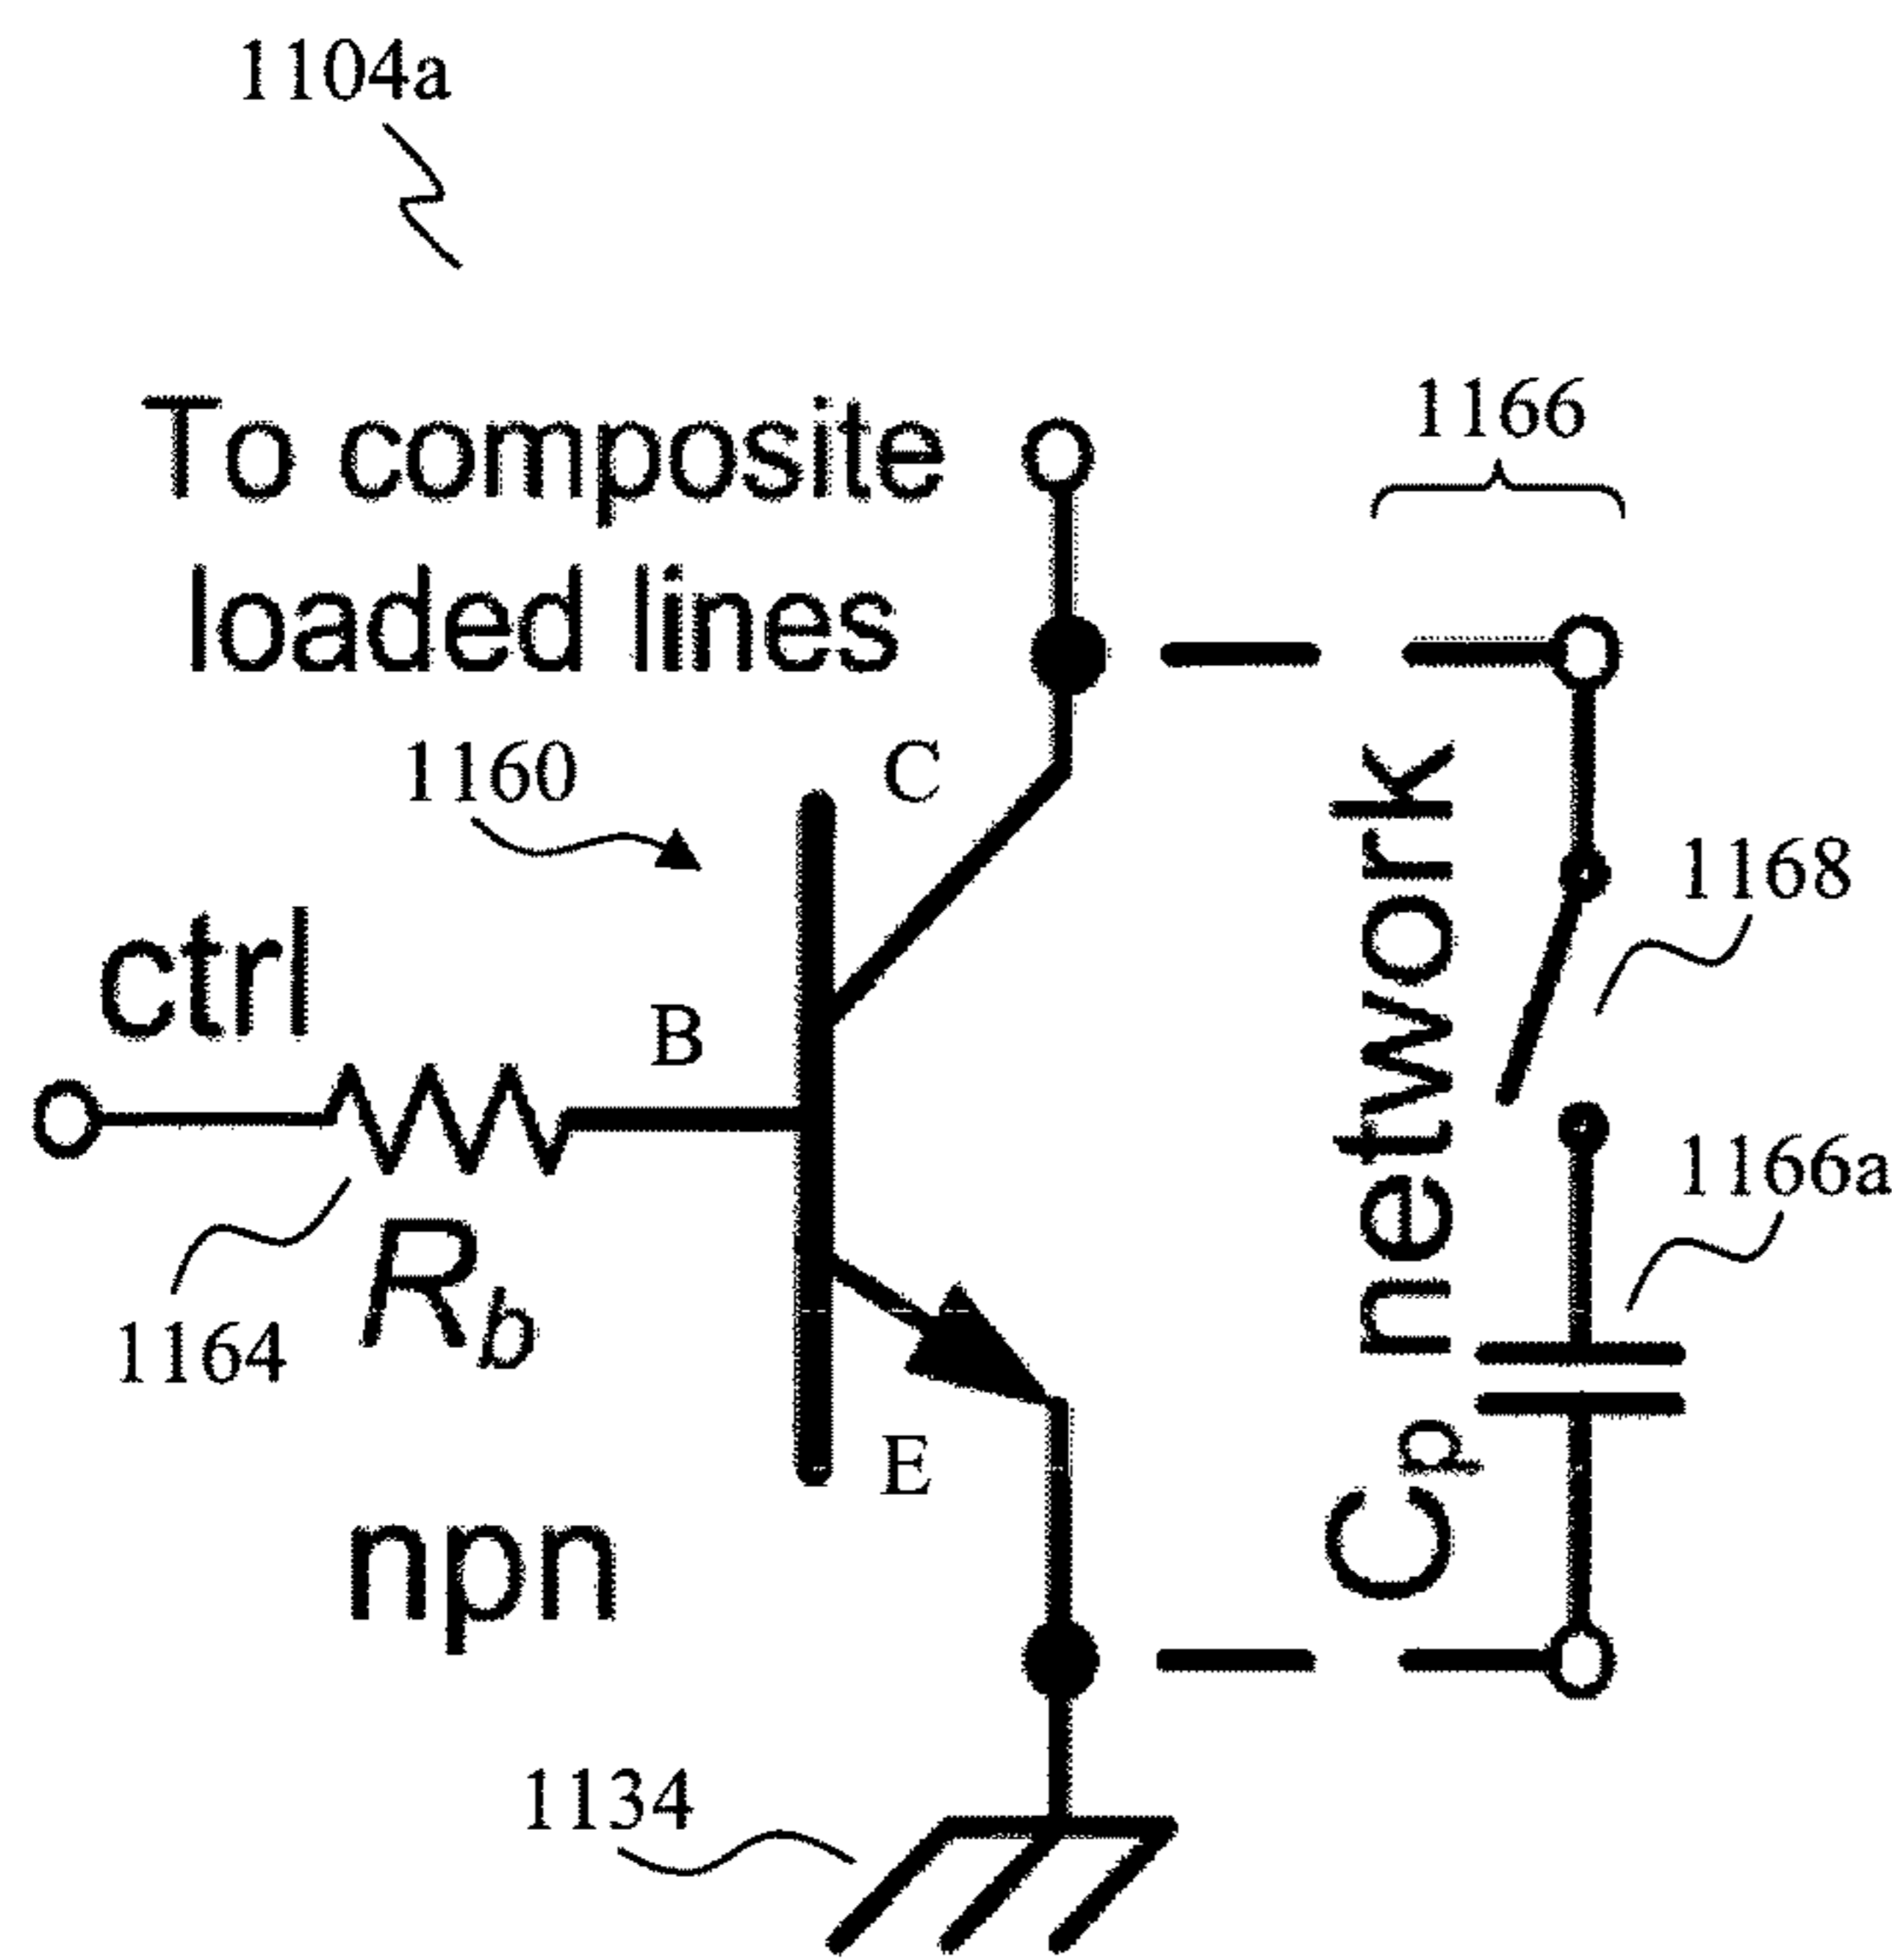 1104a
To composite
loaded lines
1166
1160
C
1168
ctrl
B
1166a
1164
Rb
Cp network
E
npn
1134